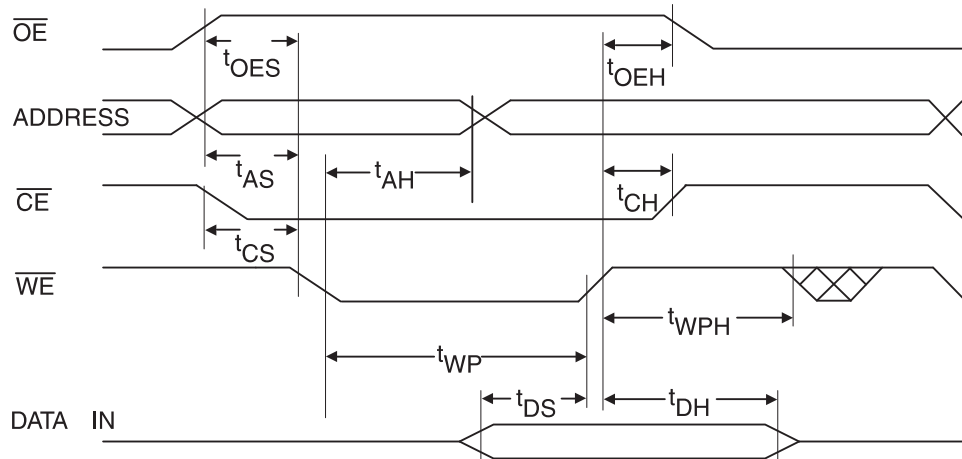 OE
tOES
tOEH
ADDRESS
tAS
tAH
tCH
CE
tCS
WE
tWPH
tWP
tDS
tDH
DATA IN